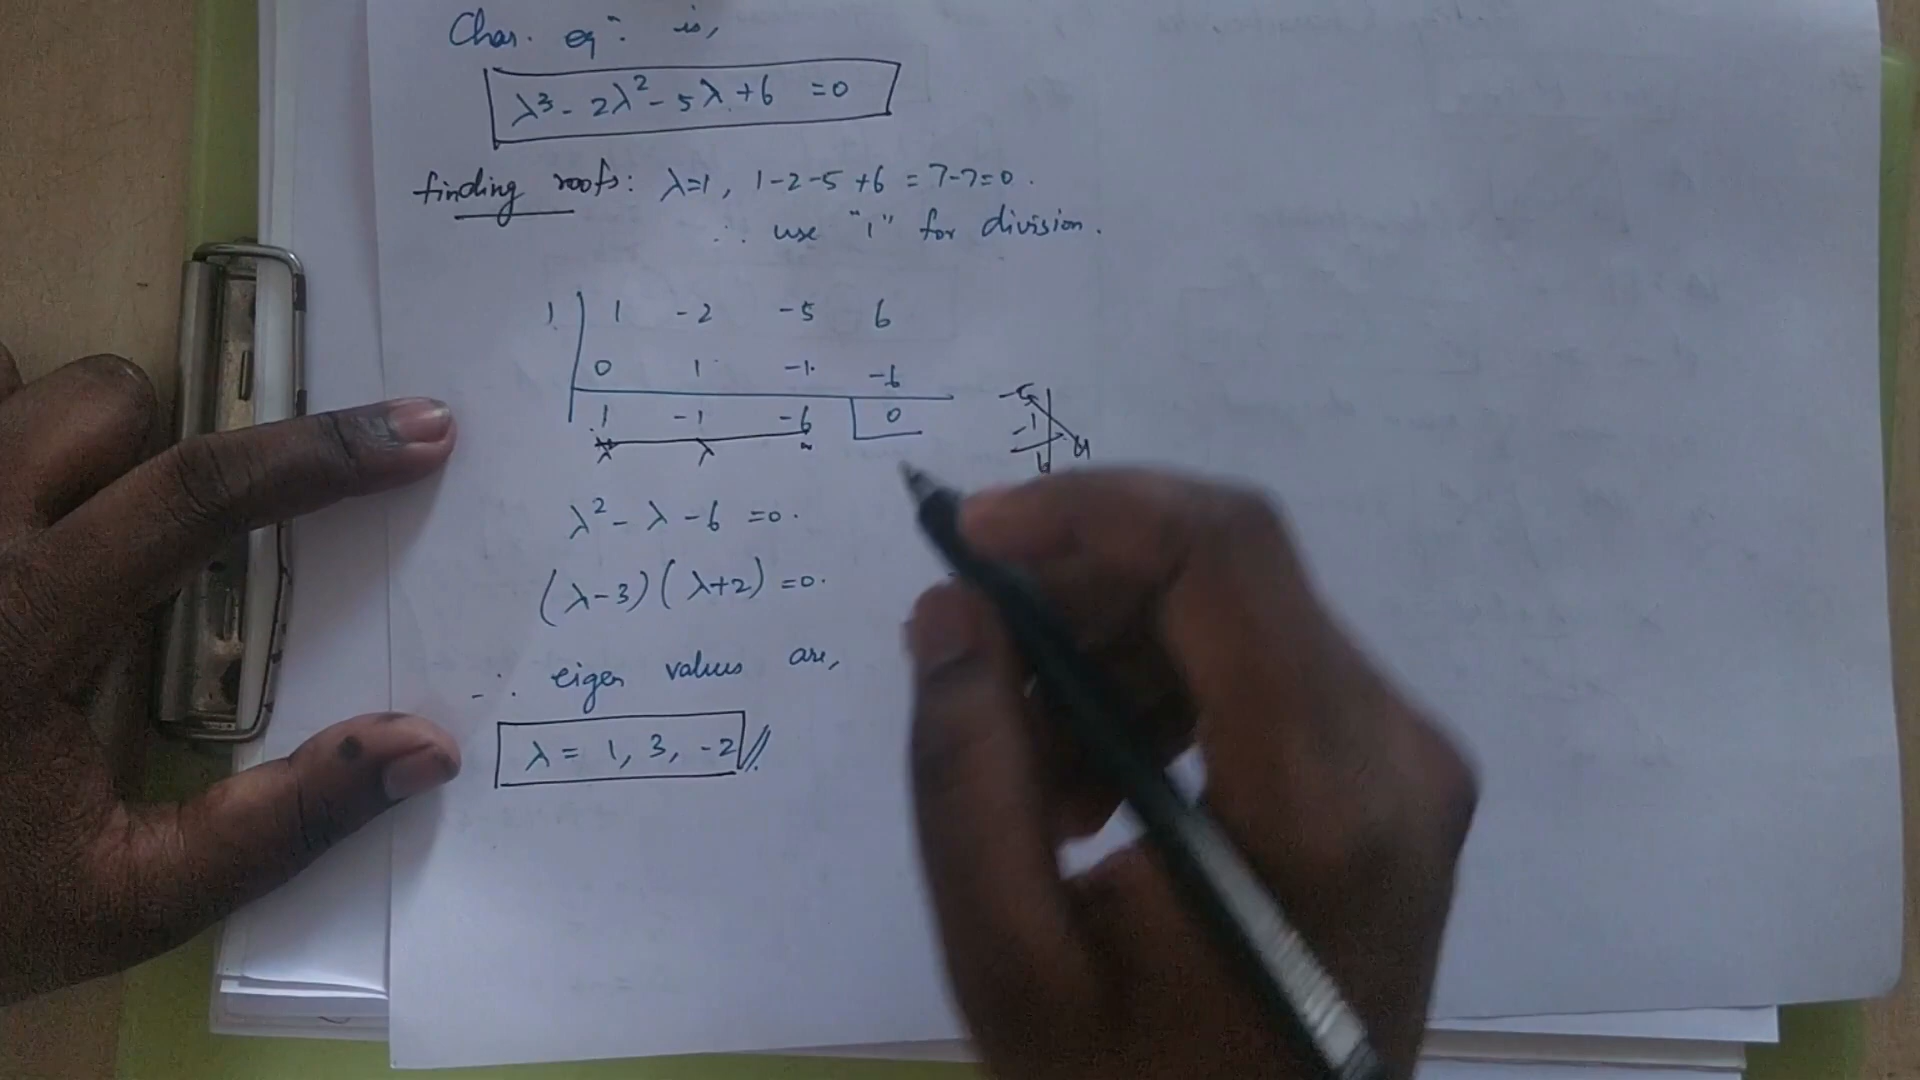 Char. eqn: is,
λ³ - 2λ² - 5λ + 6 = 0
finding roots: λ=1, 1-2-5+6 = 7-7=0.
∴ use "1" for division.
1 | 1 -2 -5 6
0 1 -1 -6
1 -1 -6 0
λ² - λ - 6 = 0.
(λ-3)(λ+2) = 0.
∴ eigen values are,
λ = 1, 3, -2 //